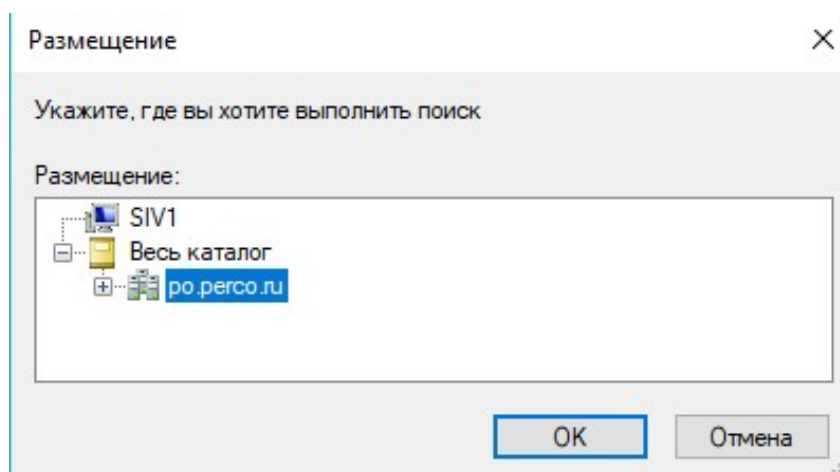 Размещение
Укажите, где вы хотите выполнить поиск
Размещение:
SIV1
Весь каталог
po.perco.ru
OK
Отмена